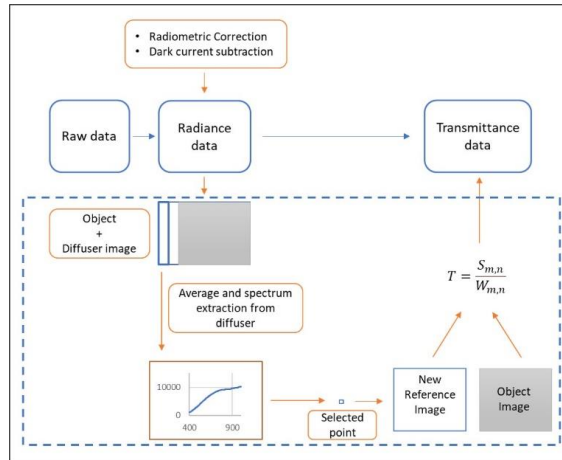 • Radiometric Correction
• Dark current subtraction
Raw data
Radiance
data
Transmittance
data
Object
+
Diffuser image
Average and spectrum
extraction from
diffuser
T = S_{m,n} / W_{m,n}
10000
0
400 900
Selected
point
New
Reference
Image
Object
Image